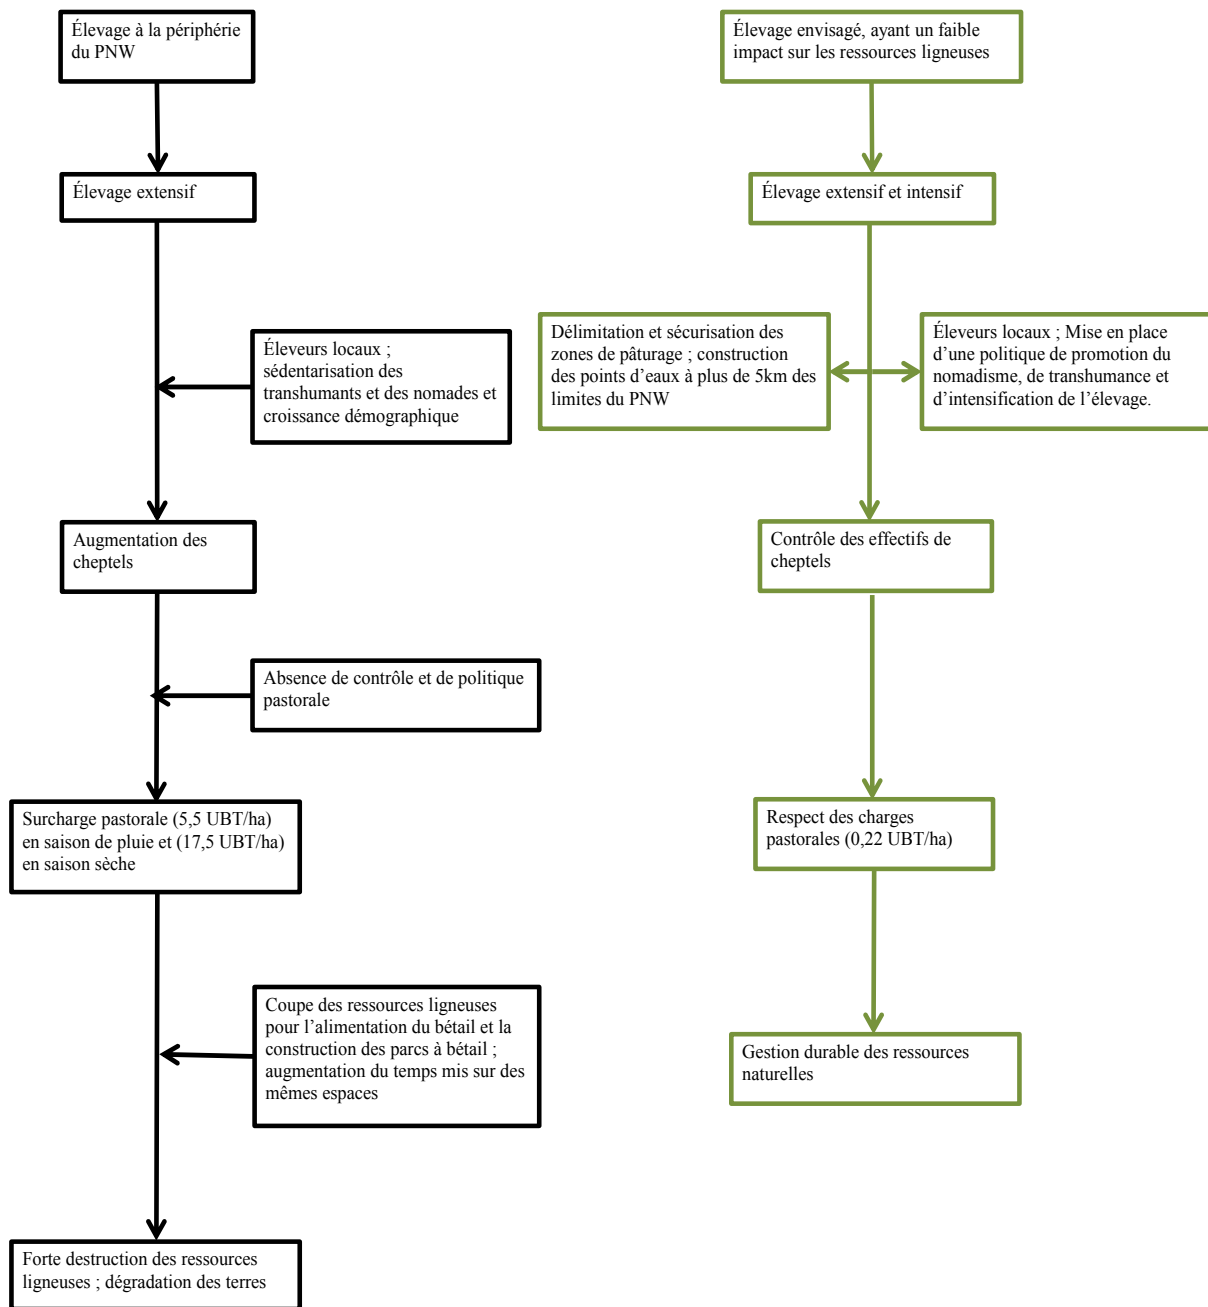 Élevage à la périphérie
du PNW
Élevage extensif
Éleveurs locaux ;
sédentarisation des
transhumants et des nomades et
croissance démographique
Augmentation des
cheptels
Absence de contrôle et de politique
pastorale
Surcharge pastorale (5,5 UBT/ha)
en saison de pluie et (17,5 UBT/ha)
en saison sèche
Coupe des ressources ligneuses
pour l’alimentation du bétail et la
construction des parcs à bétail ;
augmentation du temps mis sur des
mêmes espaces
Forte destruction des ressources
ligneuses ; dégradation des terres
Élevage envisagé, ayant un faible
impact sur les ressources ligneuses
Élevage extensif et intensif
Délimitation et sécurisation des
zones de pâturage ; construction
des points d’eaux à plus de 5km des
limites du PNW
Éleveurs locaux ; Mise en place
d’une politique de promotion du
nomadisme, de transhumance et
d’intensification de l’élevage.
Contrôle des effectifs de
cheptels
Respect des charges
pastorales (0,22 UBT/ha)
Gestion durable des ressources
naturelles